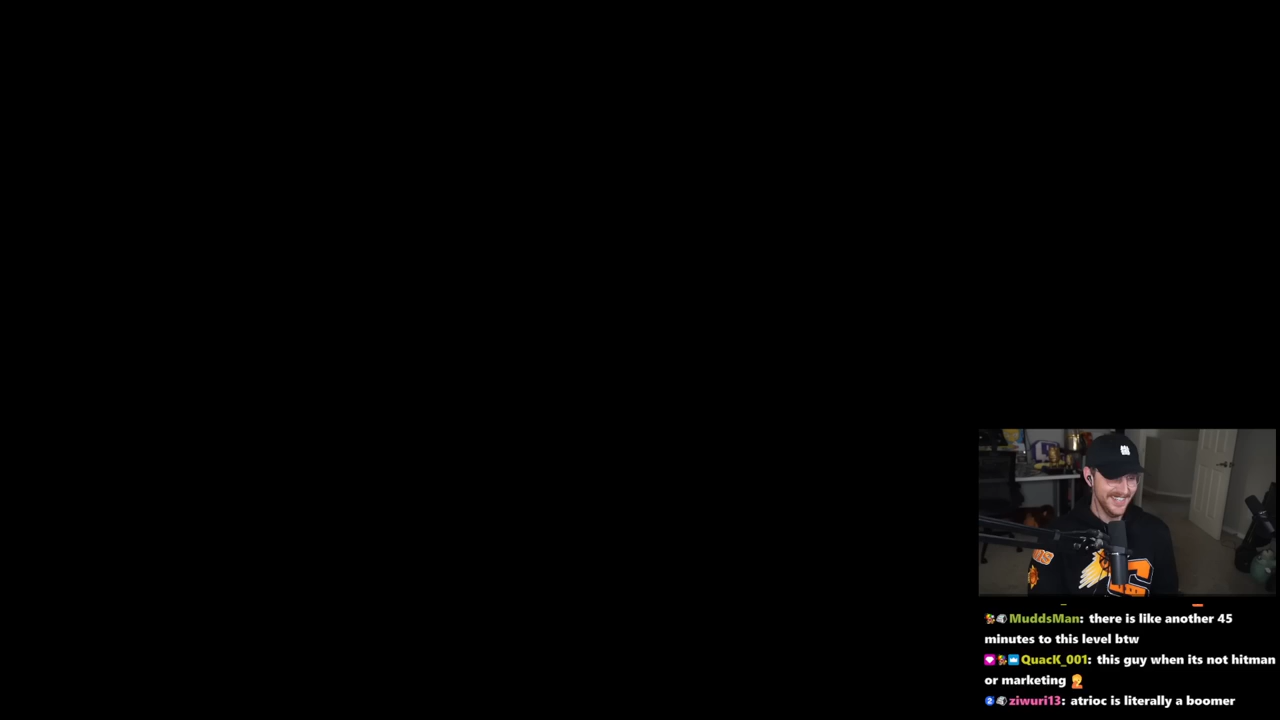 MuddsMan: there is like another 45
minutes to this level btw
QuacK_001: this guy when its not hitman
or marketing
ziwuri13: atrioc is literally a boomer